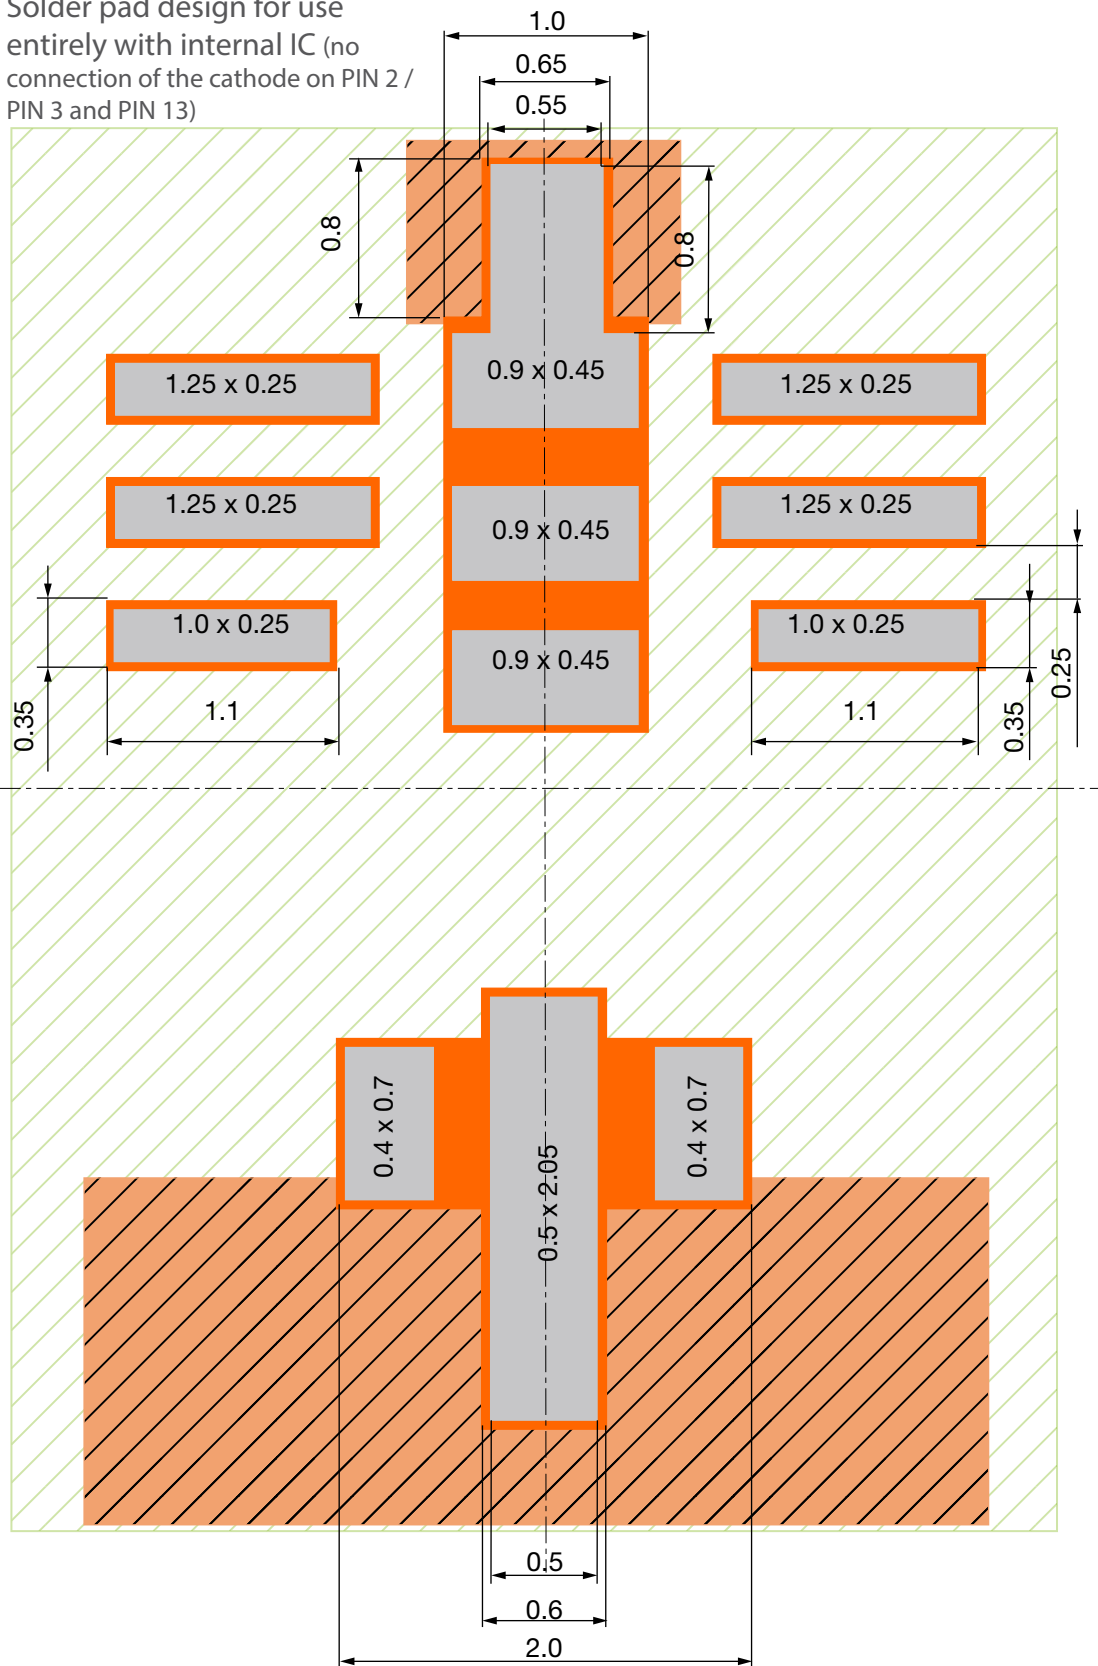 Solder pad design for use
entirely with internal IC (no
connection of the cathode on PIN 2 /
PIN 3 and PIN 13)
1.0
0.65
0.55
0.8
0.8
0.9 x 0.45
1.25 x 0.25
1.25 x 0.25
1.25 x 0.25
0.9 x 0.45
1.25 x 0.25
1.0 x 0.25
0.9 x 0.45
1.0 x 0.25
0.35
1.1
1.1
0.35
0.25
0.4 x 0.7
0.5 x 2.05
0.4 x 0.7
0.5
0.6
2.0